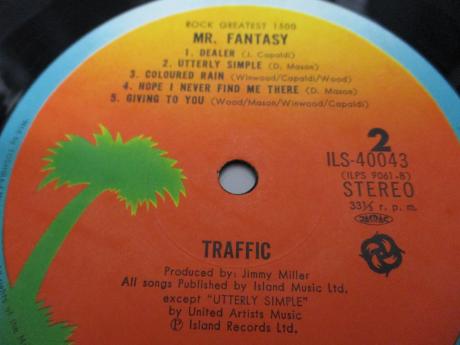 ROCK GREATEST 1500
MR. FANTASY
1. DEALER (J. Capaldi)
2. UTTERLY SIMPLE (D. Mason)
3. COLOURED RAIN (Winwood/Capaldi/Wood)
4. HOPE I NEVER FIND ME THERE (D. Mason)
5. GIVING TO YOU (Wood/Mason/Winwood/Capaldi)
2
ILS-40043
(ILPS 9061-B)
STEREO
33⅓ r. p. m.
JASRAC
TRAFFIC
Produced by: Jimmy Miller
All songs Published by Island Music Ltd.
except "UTTERLY SIMPLE"
by United Artists Music
Ⓟ Island Records Ltd.